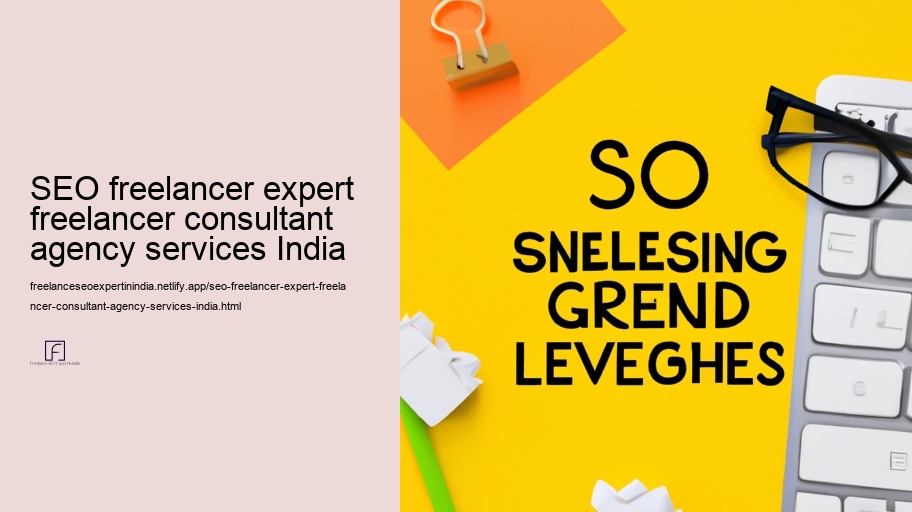 SEO freelancer expert
freelancer consultant
agency services India
freelanceseoexpertinindia.netlify.app/seo-freelancer-expert-freela
ncer-consultant-agency-services-india.html
SO
SNELESING
GREND
LEVEGHES